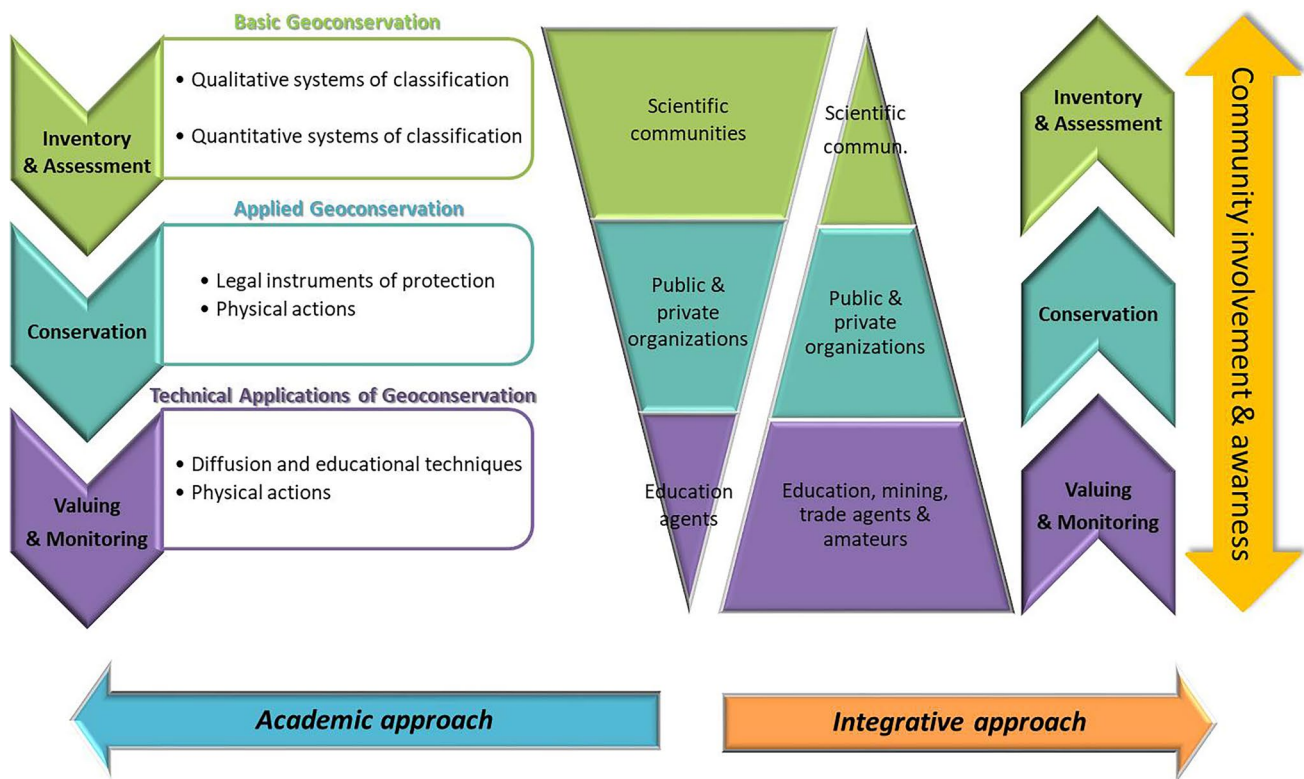 Basic Geoconservation
• Qualitative systems of classification
• Quantitative systems of classification
Inventory
& Assessment
Applied Geoconservation
• Legal instruments of protection
• Physical actions
Conservation
Technical Applications of Geoconservation
• Diffusion and educational techniques
• Physical actions
Valuing
& Monitoring
Scientific
communities
Public &
private
organizations
Education
agents
Scientific
commun.
Public &
private
organizations
Education, mining,
trade agents &
amateurs
Inventory
& Assessment
Conservation
Valuing
& Monitoring
Community involvement & awarness
Academic approach
Integrative approach